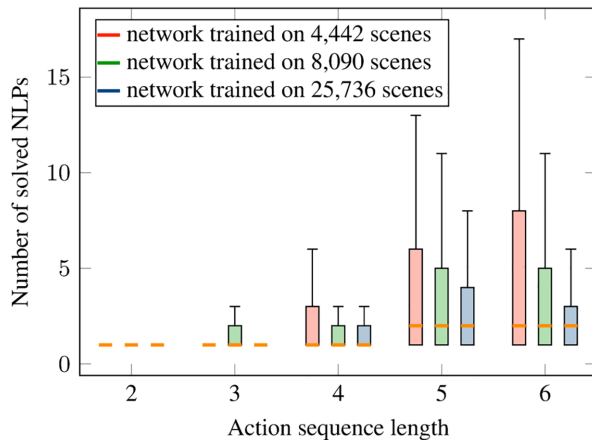 network trained on 4,442 scenes
network trained on 8,090 scenes
network trained on 25,736 scenes
Number of solved NLPs
15
10
5
0
2 3 4 5 6
Action sequence length